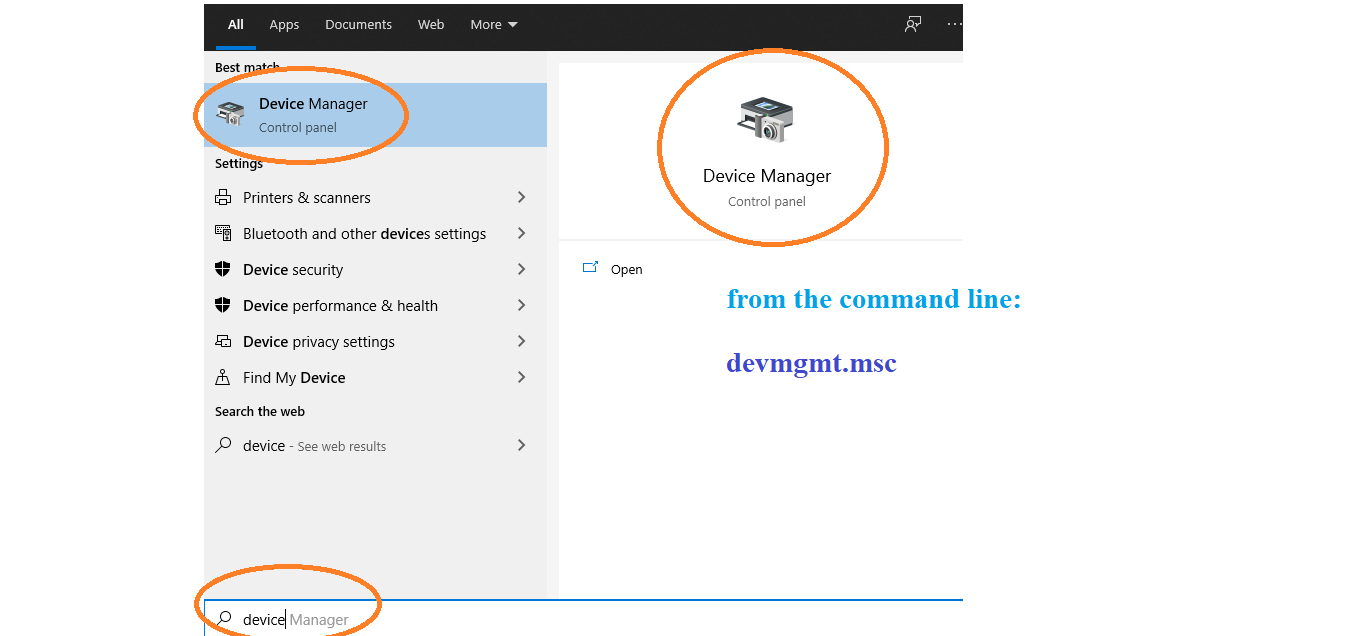 All Apps Documents Web More
Best match
Device Manager
Control panel
Settings
Printers & scanners
Bluetooth and other devices settings
Device security
Device performance & health
Device privacy settings
Find My Device
Search the web
device - See web results
device Manager
Device Manager
Control panel
Open
from the command line:
devmgmt.msc